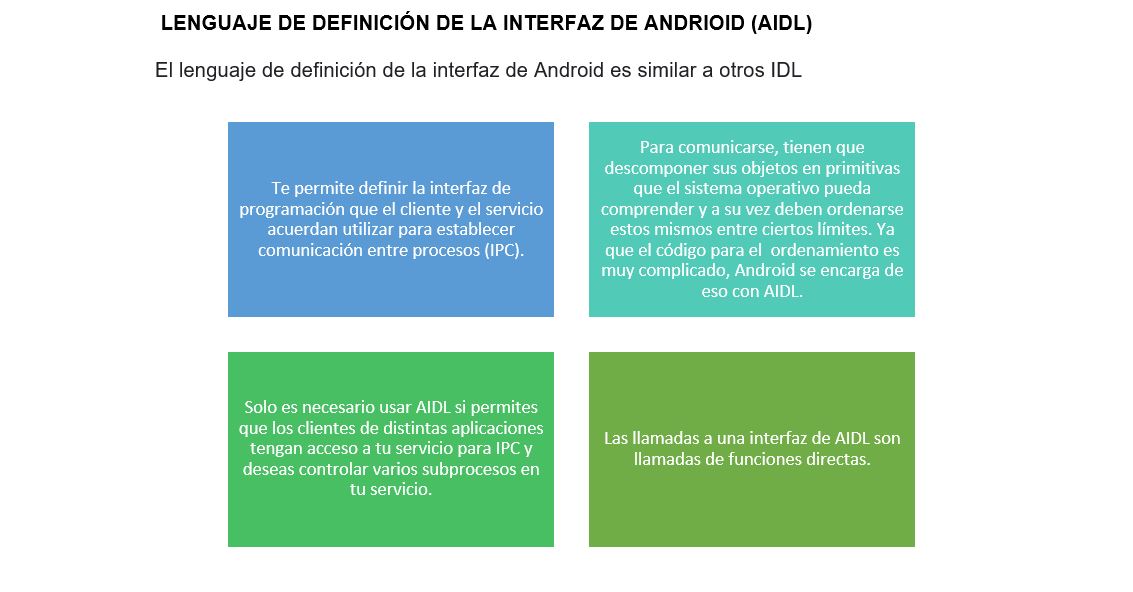 LENGUAJE DE DEFINICIÓN DE LA INTERFAZ DE ANDRIOID (AIDL)
El lenguaje de definición de la interfaz de Android es similar a otros IDL
Te permite definir la interfaz de
programación que el cliente y el servicio
acuerdan utilizar para establecer
comunicación entre procesos (IPC).
Para comunicarse, tienen que
descomponer sus objetos en primitivas
que el sistema operativo pueda
comprender y a su vez deben ordenarse
estos mismos entre ciertos límites. Ya
que el código para el  ordenamiento es
muy complicado, Android se encarga de
eso con AIDL.
Solo es necesario usar AIDL si permites
que los clientes de distintas aplicaciones
tengan acceso a tu servicio para IPC y
deseas controlar varios subprocesos en
tu servicio.
Las llamadas a una interfaz de AIDL son
llamadas de funciones directas.